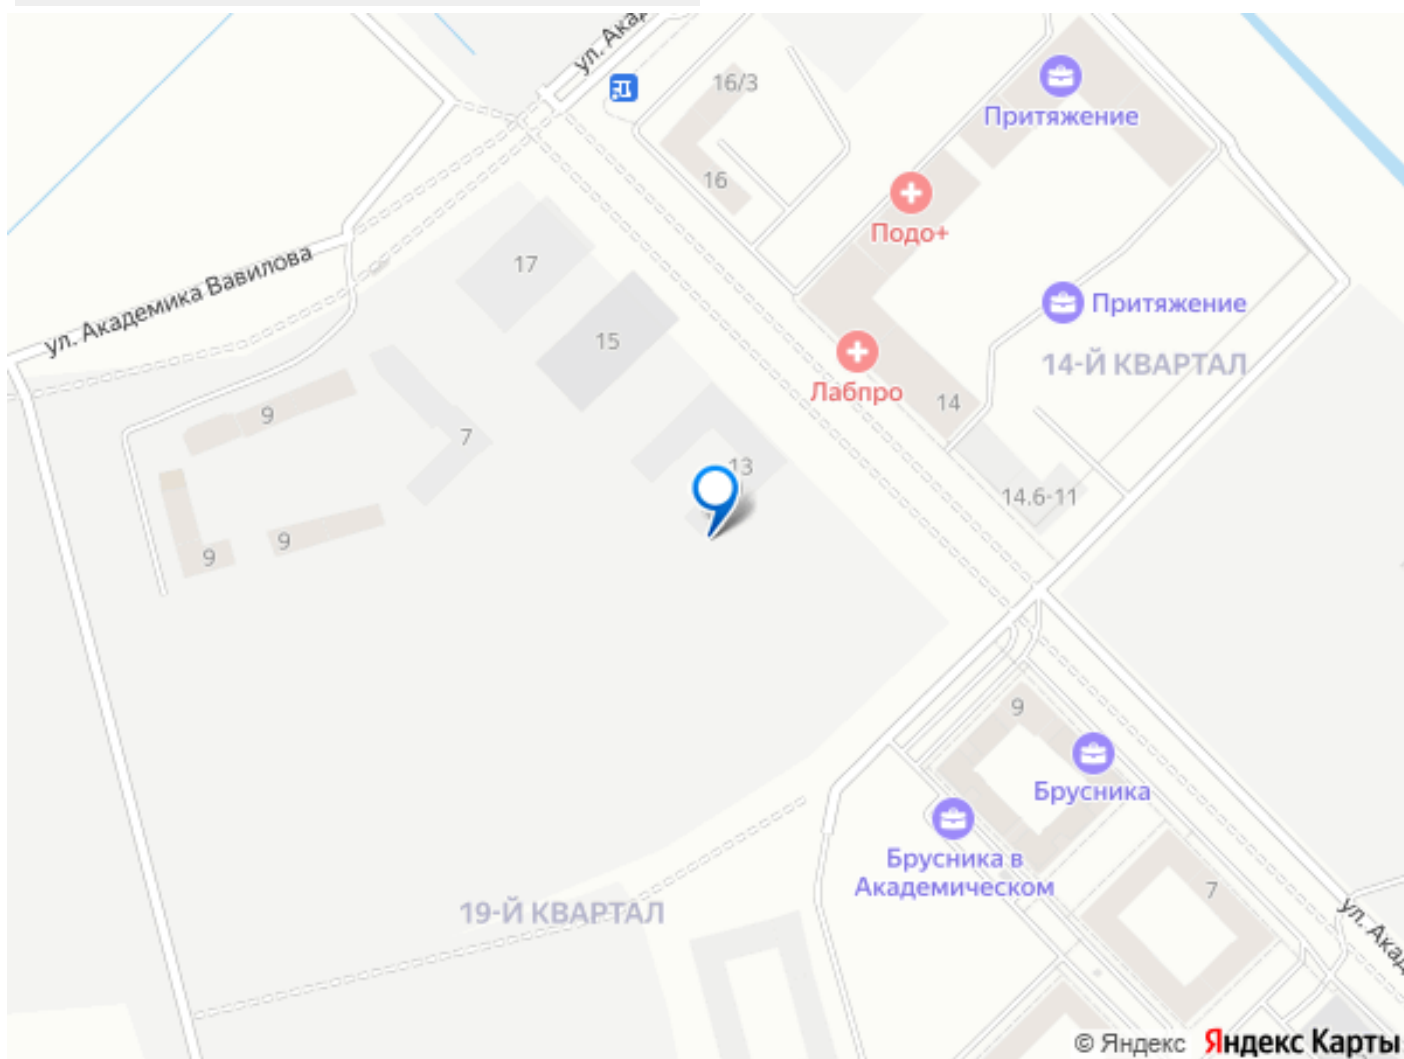 ул. Ака
16/3
Притяжение
16
Подо+
17
ул. Академика Вавилова
Притяжение
15
14-Й КВАРТАЛ
Лабпро
14
9
7
13
14.6-11
9
9
9
Брусника
Брусника в
Академическом
7
19-Й КВАРТАЛ
ул. Акад
© Яндекс Яндекс Карты